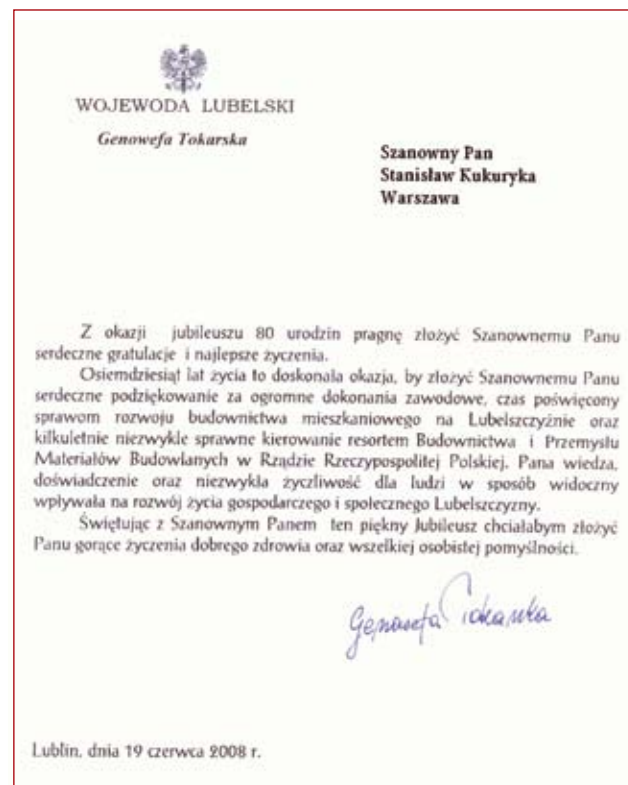 WOJEWODA LUBELSKI
Genowefa Tokarska
Szanowny Pan
Stanisław Kukuryka
Warszawa
Z okazji jubileuszu 80 urodzin pragnę złożyć Szanownemu Panu
serdeczne gratulacje i najlepsze życzenia.
Osiemdziesiąt lat życia to doskonała okazja, by złożyć Szanownemu Panu
serdeczne podziękowanie za ogromne dokonania zawodowe, czas poświęcony
sprawom rozwoju budownictwa mieszkaniowego na Lubelszczyźnie oraz
kilkuletnie niezwykle sprawne kierowanie resortem Budownictwa i Przemysłu
Materiałów Budowlanych w Rządzie Rzeczypospolitej Polskiej. Pana wiedza,
doświadczenie oraz niezwykła życzliwość dla ludzi w sposób widoczny
wpływała na rozwój życia gospodarczego i społecznego Lubelszczyzny.
Świętując z Szanownym Panem ten piękny Jubileusz chciałabym złożyć
Panu gorące życzenia dobrego zdrowia oraz wszelkiej osobistej pomyślności.
Genowefa Tokarska
Lublin, dnia 19 czerwca 2008 r.